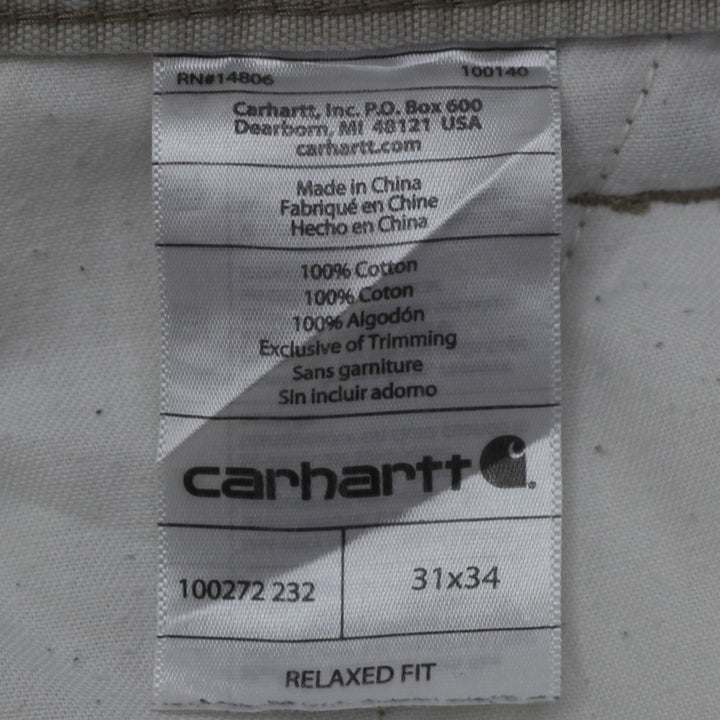 RN#14806 100140
Carhartt, Inc. P.O. Box 600
Dearborn, MI 48121 USA
carhartt.com
Made in China
Fabriqué en Chine
Hecho en China
100% Cotton
100% Coton
100% Algodón
Exclusive of Trimming
Sans garniture
Sin incluir adorno
carhartt
100272 232 31x34
RELAXED FIT